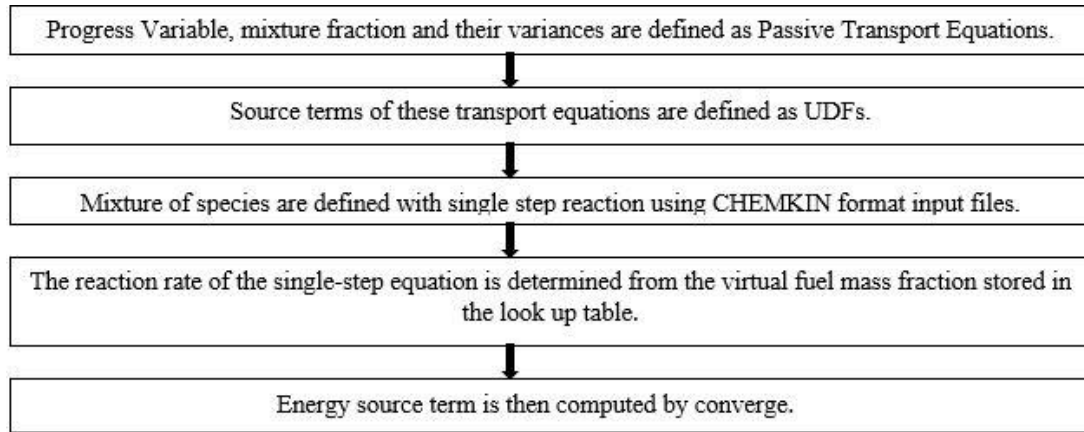 Progress Variable, mixture fraction and their variances are defined as Passive Transport Equations.
Source terms of these transport equations are defined as UDFs.
Mixture of species are defined with single step reaction using CHEMKIN format input files.
The reaction rate of the single-step equation is determined from the virtual fuel mass fraction stored in
the look up table.
Energy source term is then computed by converge.